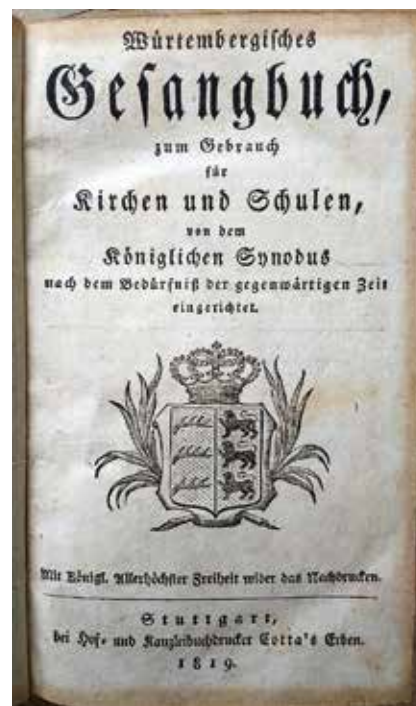 Würtembergisches
Gesangbuch,
zum Gebrauch
für
Kirchen und Schulen,
von dem
Königlichen Synodus
nach dem Bedürfniß der gegenwärtigen Zeit
eingerichtet.
Mit Königl. Allerhöchster Freiheit wider das Nachdrucken.
Stuttgart,
bei Hof- und Kanzleibuchdrucker Cotta's Erben.
1819.